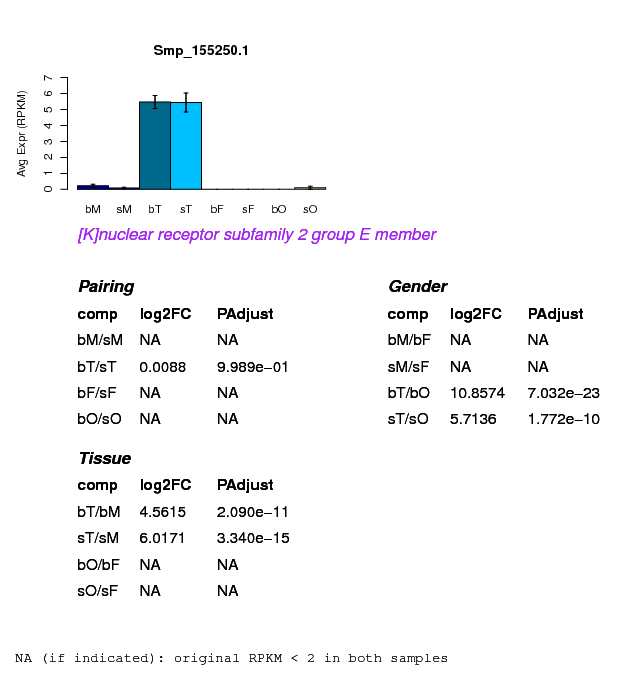 Smp_155250.1
Avg Expr (RPKM)
0 1 2 3 4 5 6 7
bM sM bT sT bF sF bO sO
[K]nuclear receptor subfamily 2 group E member
Pairing
comp log2FC PAdjust
bM/sM NA NA
bT/sT 0.0088 9.989e−01
bF/sF NA NA
bO/sO NA NA
Gender
comp log2FC PAdjust
bM/bF NA NA
sM/sF NA NA
bT/bO 10.8574 7.032e−23
sT/sO 5.7136 1.772e−10
Tissue
comp log2FC PAdjust
bT/bM 4.5615 2.090e−11
sT/sM 6.0171 3.340e−15
bO/bF NA NA
sO/sF NA NA
NA (if indicated): original RPKM < 2 in both samples